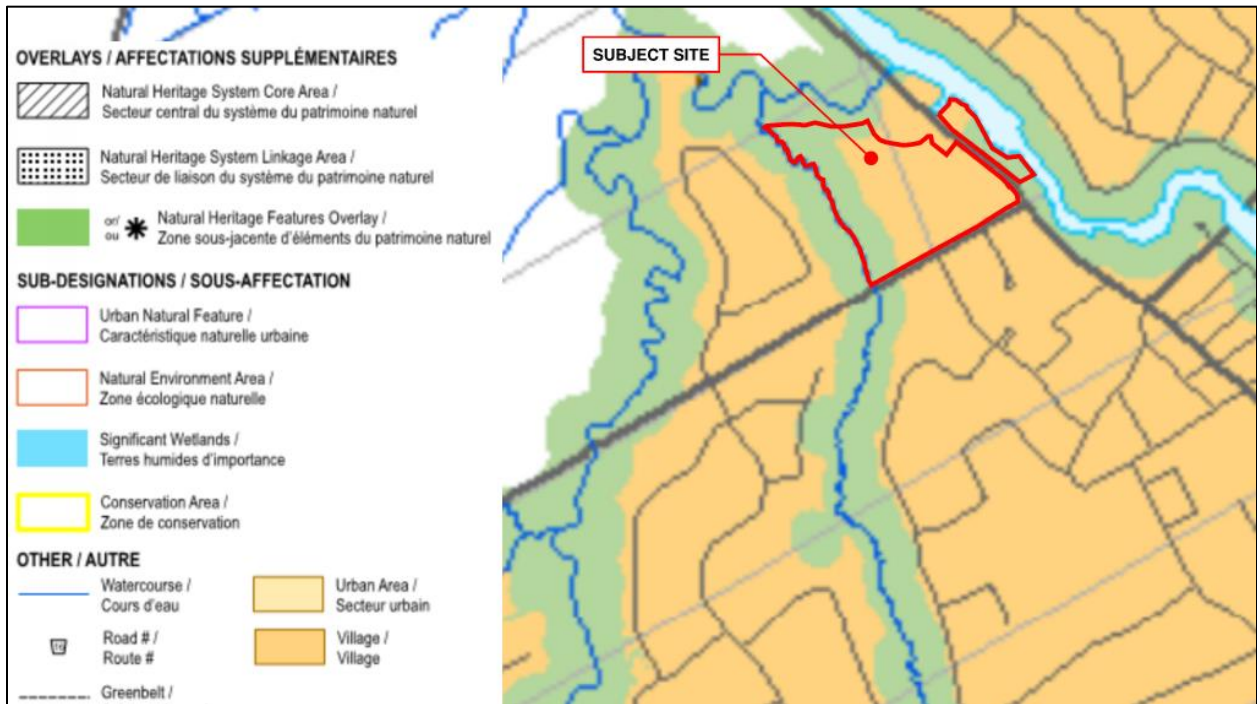 SUBJECT SITE
OVERLAYS / AFFECTATIONS SUPPLÉMENTAIRES
Natural Heritage System Core Area /
Secteur central du système du patrimoine naturel
Natural Heritage System Linkage Area /
Secteur de liaison du système du patrimoine naturel
or/
ou
Natural Heritage Features Overlay /
Zone sous-jacente d'éléments du patrimoine naturel
SUB-DESIGNATIONS / SOUS-AFFECTATION
Urban Natural Feature /
Caractéristique naturelle urbaine
Natural Environment Area /
Zone écologique naturelle
Significant Wetlands /
Terres humides d'importance
Conservation Area /
Zone de conservation
OTHER / AUTRE
Watercourse /
Cours d'eau
Urban Area /
Secteur urbain
Road # /
Route #
Village /
Village
Greenbelt /